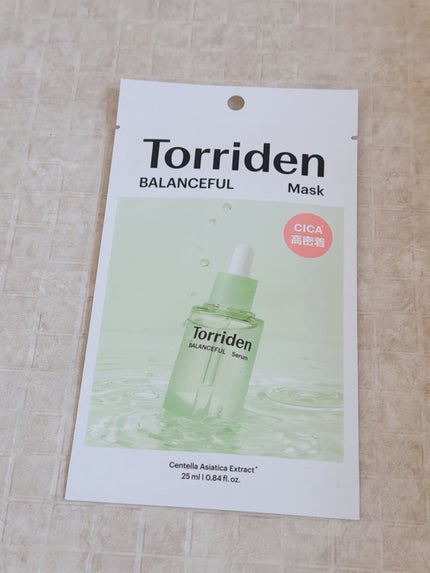 Torriden
BALANCEFUL Mask
CICA*
高密着
Torriden
BALANCEFUL Serum
Centella Asiatica Extract*
25 ml l 0.84 fl. oz.